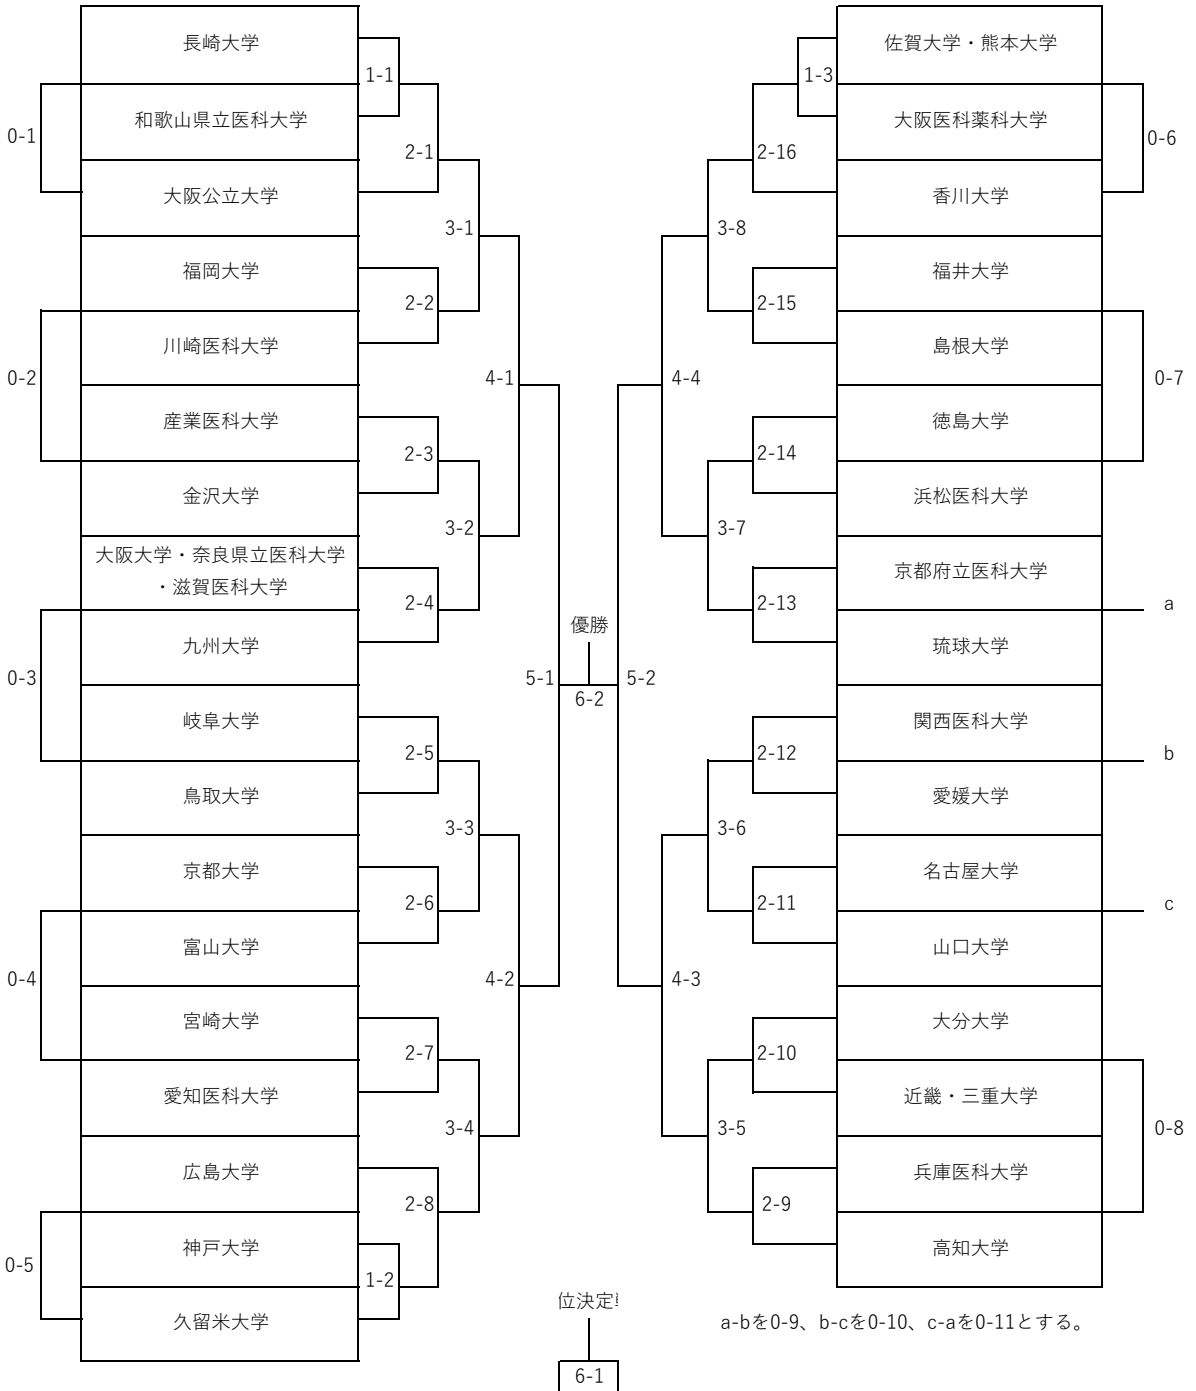 長崎大学
1-1
和歌山県立医科大学
0-1
2-1
大阪公立大学
3-1
福岡大学
2-2
川崎医科大学
0-2
4-1
産業医科大学
2-3
金沢大学
3-2
大阪大学・奈良県立医科大学
・滋賀医科大学
2-4
九州大学
0-3
5-1
岐阜大学
2-5
鳥取大学
3-3
京都大学
2-6
富山大学
0-4
4-2
宮崎大学
2-7
愛知医科大学
3-4
広島大学
2-8
神戸大学
0-5
1-2
久留米大学
優勝
6-2
位決定
6-1
佐賀大学・熊本大学
1-3
大阪医科薬科大学
0-6
2-16
香川大学
3-8
福井大学
2-15
島根大学
4-4
0-7
徳島大学
2-14
浜松医科大学
3-7
京都府立医科大学
2-13
a
琉球大学
5-2
関西医科大学
2-12
b
愛媛大学
3-6
名古屋大学
2-11
c
山口大学
4-3
大分大学
2-10
近畿・三重大学
3-5
0-8
兵庫医科大学
2-9
高知大学
a-bを0-9、b-cを0-10、c-aを0-11とする。